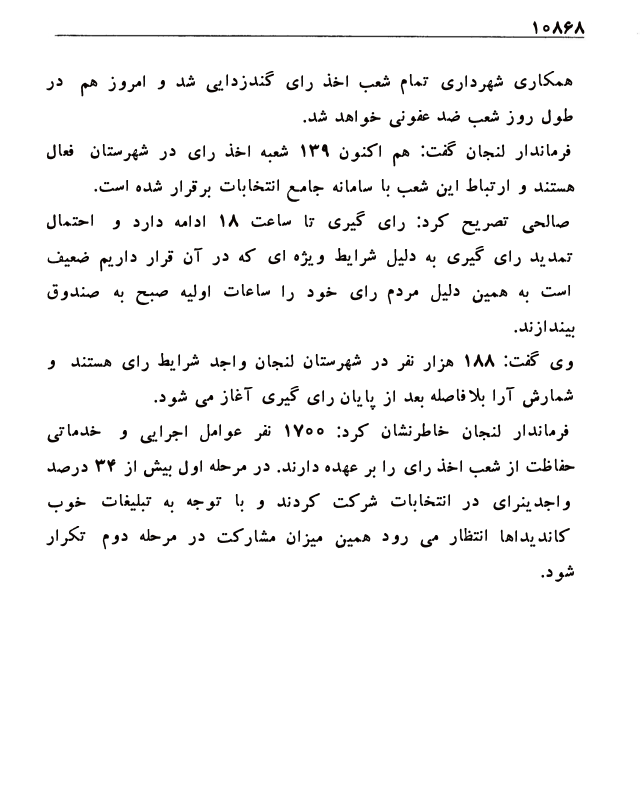 ۱۰۸۶۸
همکاری شهرداری تمام شعب اخذ رای گندزدایی شد و امروز هم در
طول روز شعب ضد عفونی خواهد شد.
فرماندار لنجان گفت: هم اکنون ۱۳۹ شعبه اخذ رای در شهرستان فعال
هستند و ارتباط این شعب با سامانه جامع انتخابات برقرار شده است.
صالحی تصریح کرد: رای گیری تا ساعت ۱۸ ادامه دارد و احتمال
تمدید رای گیری به دلیل شرایط ویژه ای که در آن قرار داریم ضعیف
است به همین دلیل مردم رای خود را ساعات اولیه صبح به صندوق
بیندازند.
وی گفت: ۱۸۸ هزار نفر در شهرستان لنجان واجد شرایط رای هستند و
شمارش آرا بلافاصله بعد از پایان رای گیری آغاز می شود.
فرماندار لنجان خاطرنشان کرد: ۱۷۰۰ نفر عوامل اجرایی و خدماتی
حفاظت از شعب اخذ رای را بر عهده دارند. در مرحله اول بیش از ۳۴ درصد
واجدینرای در انتخابات شرکت کردند و با توجه به تبلیغات خوب
کاندیداها انتظار می رود همین میزان مشارکت در مرحله دوم تکرار
شود.